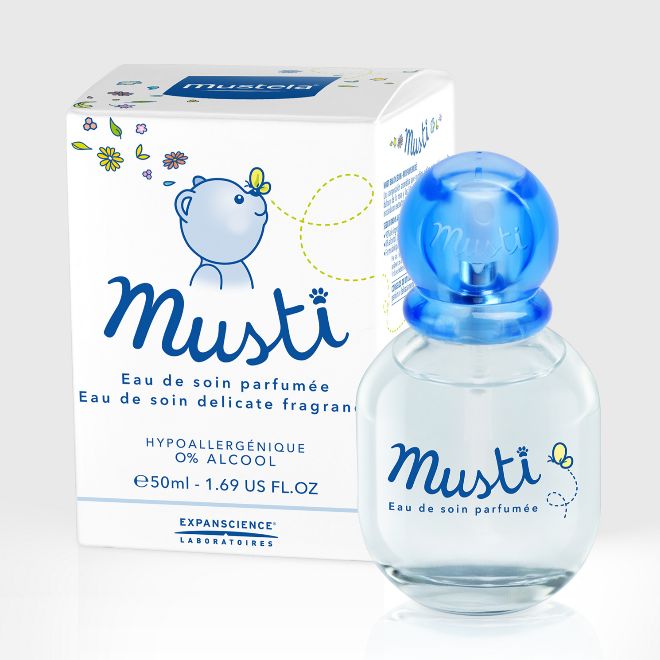 mustela
Musti
Musti
Eau de soin parfumée
Eau de soin delicate fragran
HYPOALLERGÉNIQUE
0% ALCOOL
℮50ml - 1.69 US FL.OZ
EXPANSCIENCE®
LABORATOIRES
musti
musti
Eau de soin parfumée